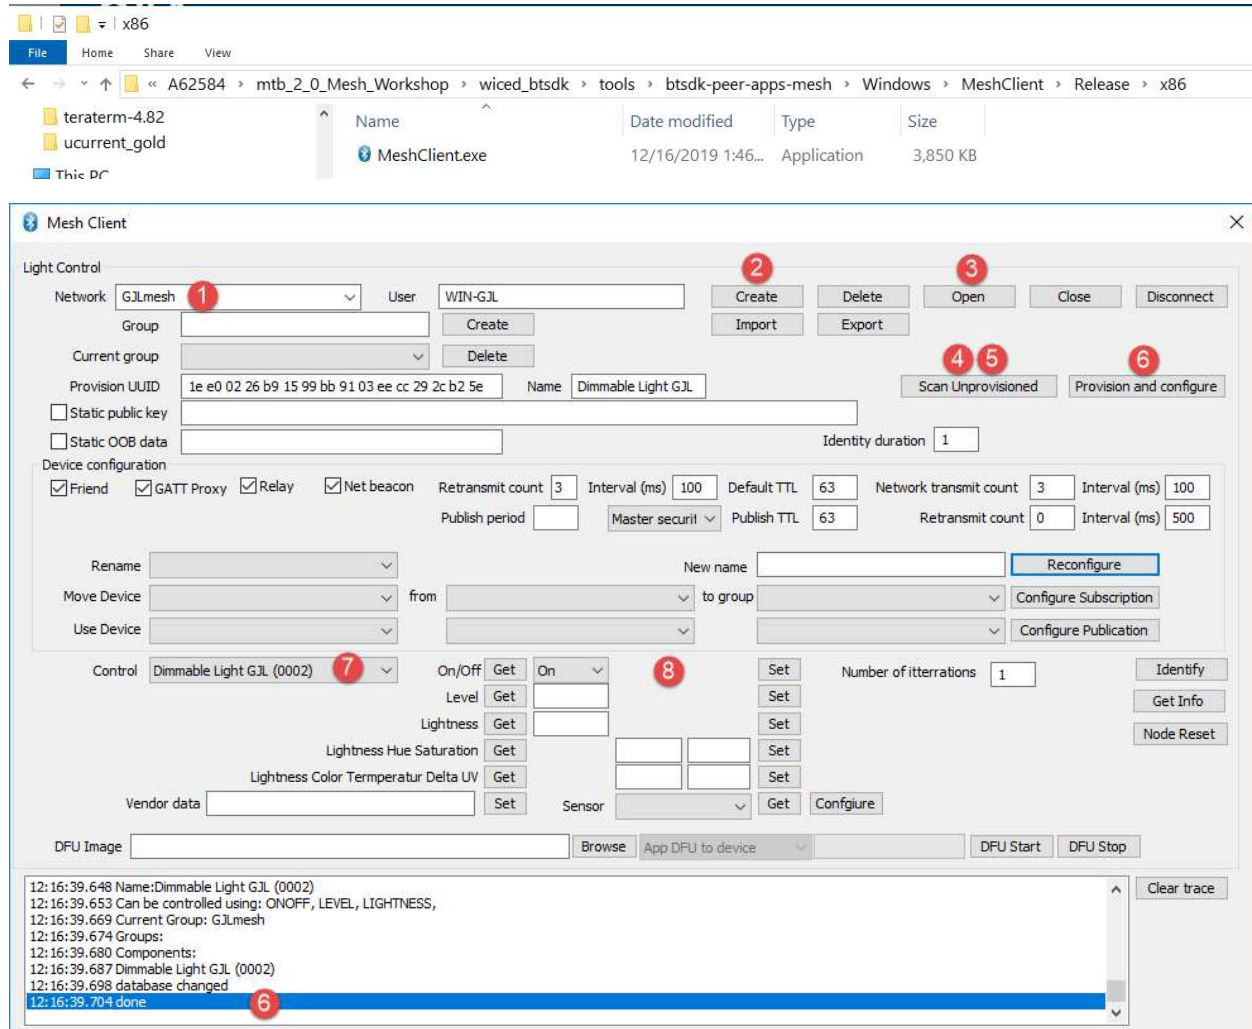 x86
File Home Share View
« A62584 › mtb_2_0_Mesh_Workshop › wiced_btsdk › tools › btsdk-peer-apps-mesh › Windows › MeshClient › Release › x86
teraterm-4.82 Name Date modified Type Size
ucurrent_gold MeshClient.exe 12/16/2019 1:46... Application 3,850 KB
This PC
Mesh Client
Light Control 2 3
Network GJLmesh 1 User WIN-GJL Create Delete Open Close Disconnect
Group Create Import Export
Current group Delete 4 5 6
Provision UUID 1e e0 02 26 b9 15 99 bb 91 03 ee cc 29 2c b2 5e Name Dimmable Light GJL Scan Unprovisioned Provision and configure
Static public key
Static OOB data Identity duration 1
Device configuration
Friend GATT Proxy Relay Net beacon Retransmit count 3 Interval (ms) 100 Default TTL 63 Network transmit count 3 Interval (ms) 100
Publish period Master securit Publish TTL 63 Retransmit count 0 Interval (ms) 500
Rename New name Reconfigure
Move Device from to group Configure Subscription
Use Device Configure Publication
Control Dimmable Light GJL (0002) 7 On/Off Get On 8 Set Number of itterrations 1 Identify
Level Get Set Get Info
Lightness Get Set Node Reset
Lightness Hue Saturation Get Set
Lightness Color Termperatur Delta UV Get Set
Vendor data Set Sensor Get Confgiure
DFU Image Browse App DFU to device DFU Start DFU Stop
12:16:39.648 Name:Dimmable Light GJL (0002) Clear trace
12:16:39.653 Can be controlled using: ONOFF, LEVEL, LIGHTNESS,
12:16:39.669 Current Group: GJLmesh
12:16:39.674 Groups:
12:16:39.680 Components:
12:16:39.687 Dimmable Light GJL (0002)
12:16:39.698 database changed
12:16:39.704 done 6